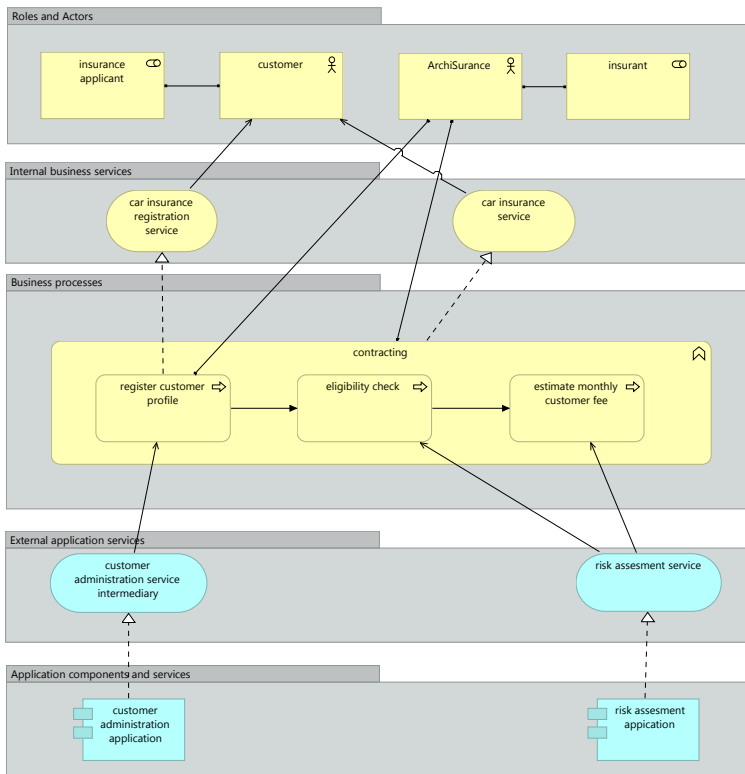 Roles and Actors
insurance
applicant
customer
ArchiSurance
insurant
Internal business services
car insurance
registration
service
car insurance
service
Business processes
contracting
register customer
profile
eligibility check
estimate monthly
customer fee
External application services
customer
administration service
intermediary
risk assesment service
Application components and services
customer
administration
application
risk assesment
appication